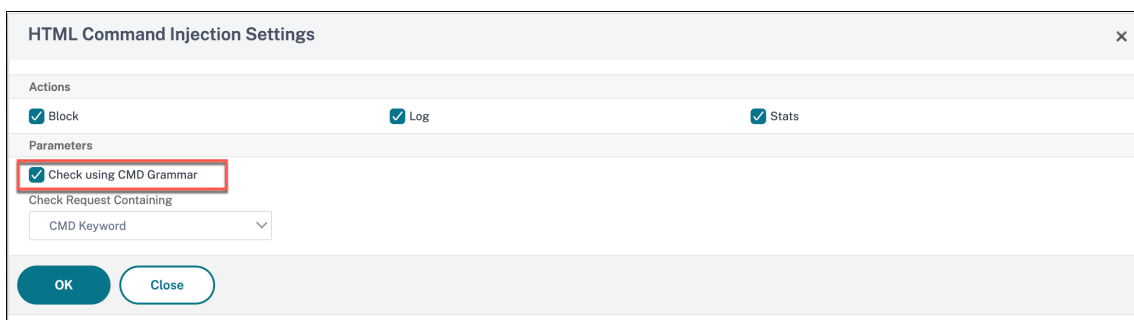 HTML Command Injection Settings
Actions
Block Log Stats
Parameters
Check using CMD Grammar
Check Request Containing
CMD Keyword
OK Close